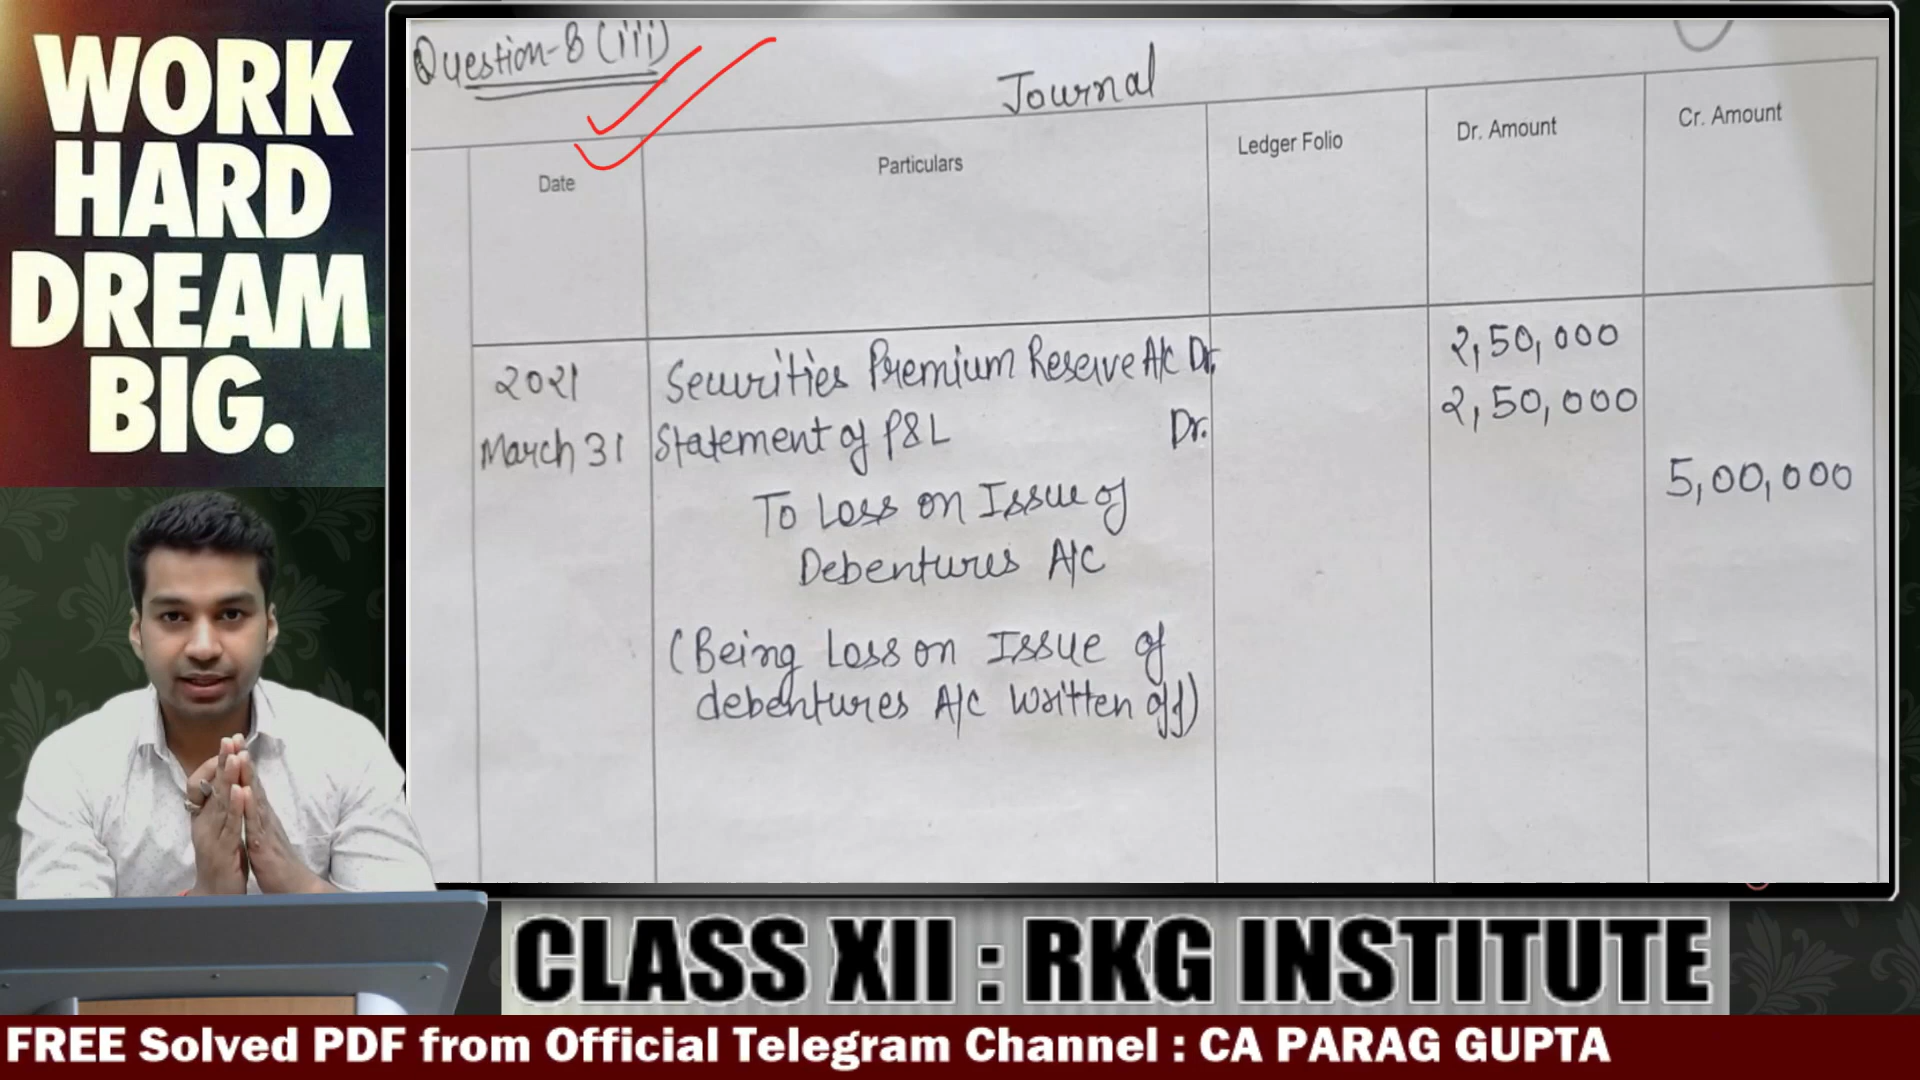 WORK
HARD
DREAM
BIG.
Question-8 (iii)
Journal
Date
Particulars
Ledger Folio
Dr. Amount
Cr. Amount
2021
March 31
Securities Premium Reserve A/c Dr.
2,50,000
Statement of P&L Dr.
2,50,000
To Loss on Issue of
Debentures A/c
5,00,000
(Being Loss on Issue of
debentures A/c written off)
CLASS XII : RKG INSTITUTE
FREE Solved PDF from Official Telegram Channel : CA PARAG GUPTA